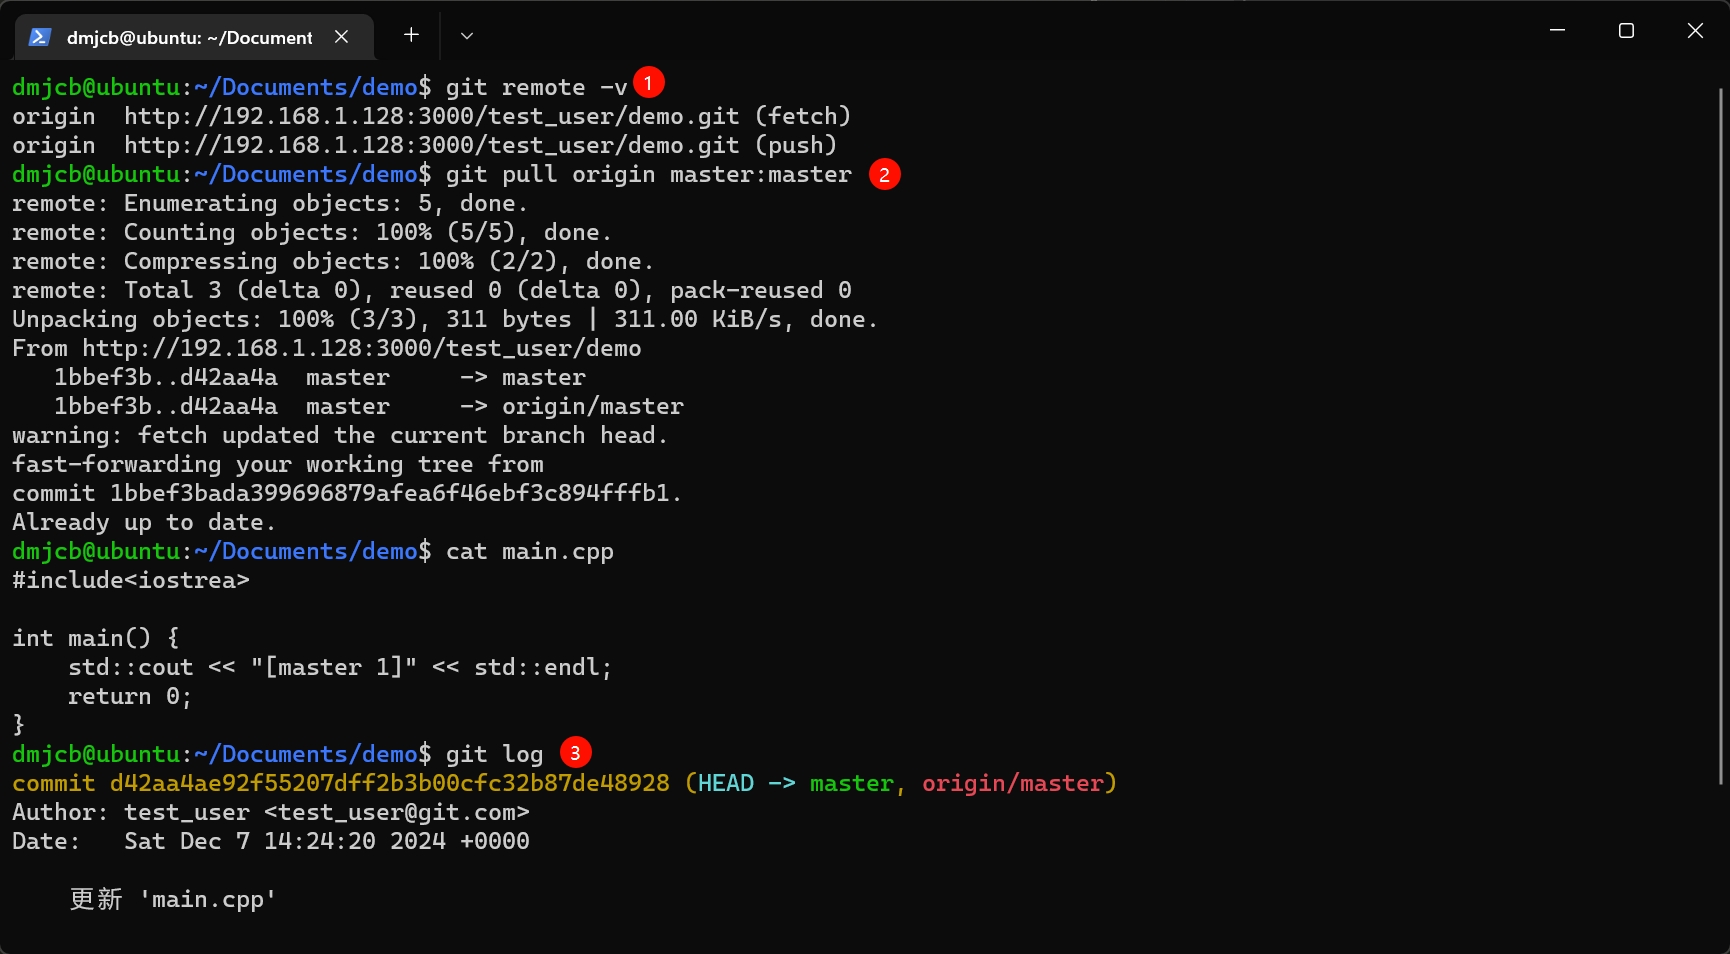 dmjcb@ubuntu: ~/Document
dmjcb@ubuntu:~/Documents/demo$ git remote -v 1
origin  http://192.168.1.128:3000/test_user/demo.git (fetch)
origin  http://192.168.1.128:3000/test_user/demo.git (push)
dmjcb@ubuntu:~/Documents/demo$ git pull origin master:master 2
remote: Enumerating objects: 5, done.
remote: Counting objects: 100% (5/5), done.
remote: Compressing objects: 100% (2/2), done.
remote: Total 3 (delta 0), reused 0 (delta 0), pack-reused 0
Unpacking objects: 100% (3/3), 311 bytes | 311.00 KiB/s, done.
From http://192.168.1.128:3000/test_user/demo
   1bbef3b..d42aa4a  master     -> master
   1bbef3b..d42aa4a  master     -> origin/master
warning: fetch updated the current branch head.
fast-forwarding your working tree from
commit 1bbef3bada399696879afea6f46ebf3c894fffb1.
Already up to date.
dmjcb@ubuntu:~/Documents/demo$ cat main.cpp
#include<iostrea>
int main() {
    std::cout << "[master 1]" << std::endl;
    return 0;
}
dmjcb@ubuntu:~/Documents/demo$ git log 3
commit d42aa4ae92f55207dff2b3b00cfc32b87de48928 (HEAD -> master, origin/master)
Author: test_user <test_user@git.com>
Date:   Sat Dec 7 14:24:20 2024 +0000
    更新 'main.cpp'